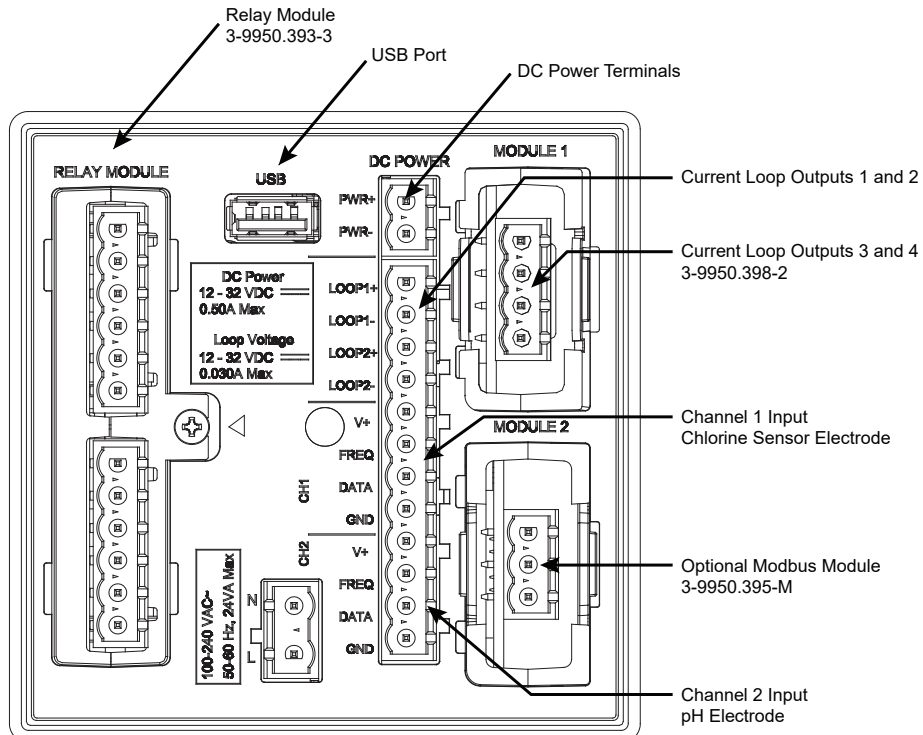 Relay Module
3-9950.393-3
USB Port
DC Power Terminals
RELAY MODULE
USB
DC POWER
MODULE 1
PWR+
PWR-
Current Loop Outputs 1 and 2
Current Loop Outputs 3 and 4
3-9950.398-2
DC Power
12 - 32 VDC
0.50A Max
Loop Voltage
12 - 32 VDC
0.030A Max
LOOP1+
LOOP1-
LOOP2+
LOOP2-
V+
FREQ
DATA
GND
CH1
Channel 1 Input
Chlorine Sensor Electrode
MODULE 2
CH2
V+
FREQ
DATA
GND
Optional Modbus Module
3-9950.395-M
100-240 VAC~
50-60 Hz, 24VA Max
N
L
Channel 2 Input
pH Electrode